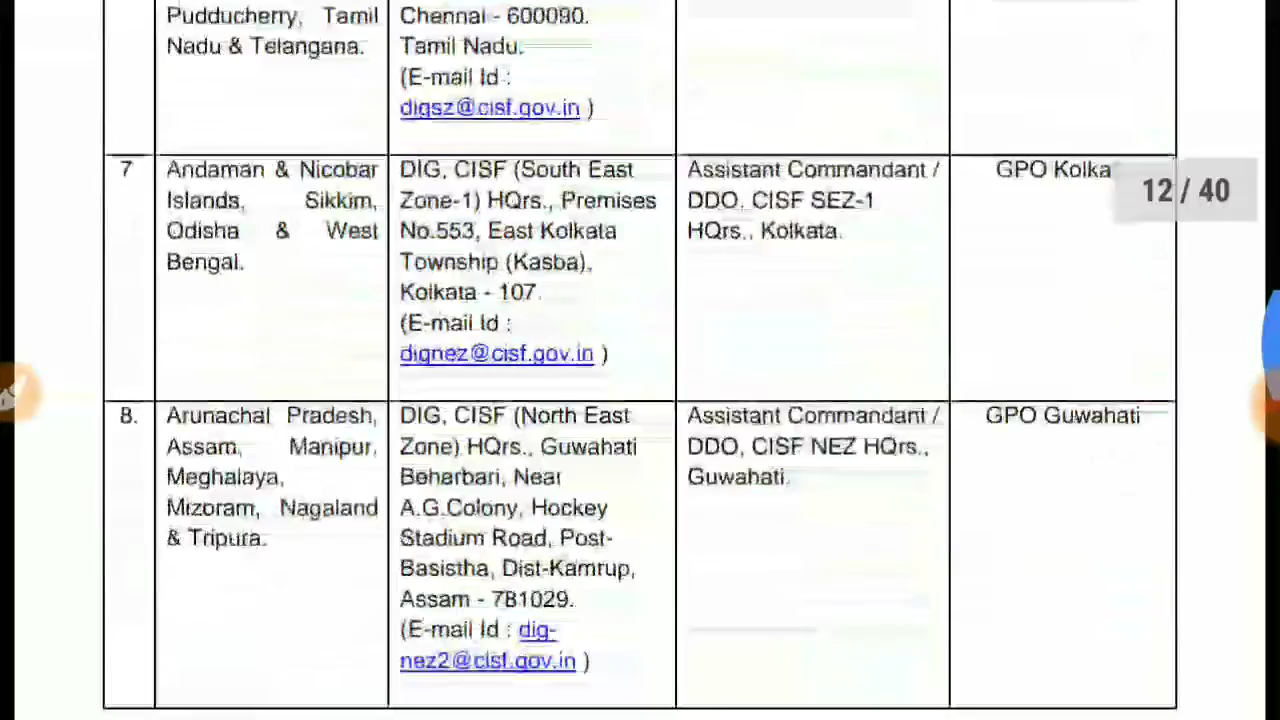 Pudducherry, Tamil
Nadu & Telangana.
Chennai - 600090.
Tamil Nadu.
(E-mail Id :
digsz@cisf.gov.in )
7
Andaman & Nicobar
Islands, Sikkim,
Odisha & West
Bengal.
DIG, CISF (South East
Zone-1) HQrs., Premises
No.553, East Kolkata
Township (Kasba),
Kolkata - 107.
(E-mail Id :
dignez@cisf.gov.in )
Assistant Commandant /
DDO, CISF SEZ-1
HQrs., Kolkata.
GPO Kolka
12 / 40
8.
Arunachal Pradesh,
Assam, Manipur,
Meghalaya,
Mizoram, Nagaland
& Tripura.
DIG, CISF (North East
Zone) HQrs., Guwahati
Beharbari, Near
A.G.Colony, Hockey
Stadium Road, Post-
Basistha, Dist-Kamrup,
Assam - 781029.
(E-mail Id : dig-
nez2@cisf.gov.in )
Assistant Commandant /
DDO, CISF NEZ HQrs.,
Guwahati.
GPO Guwahati